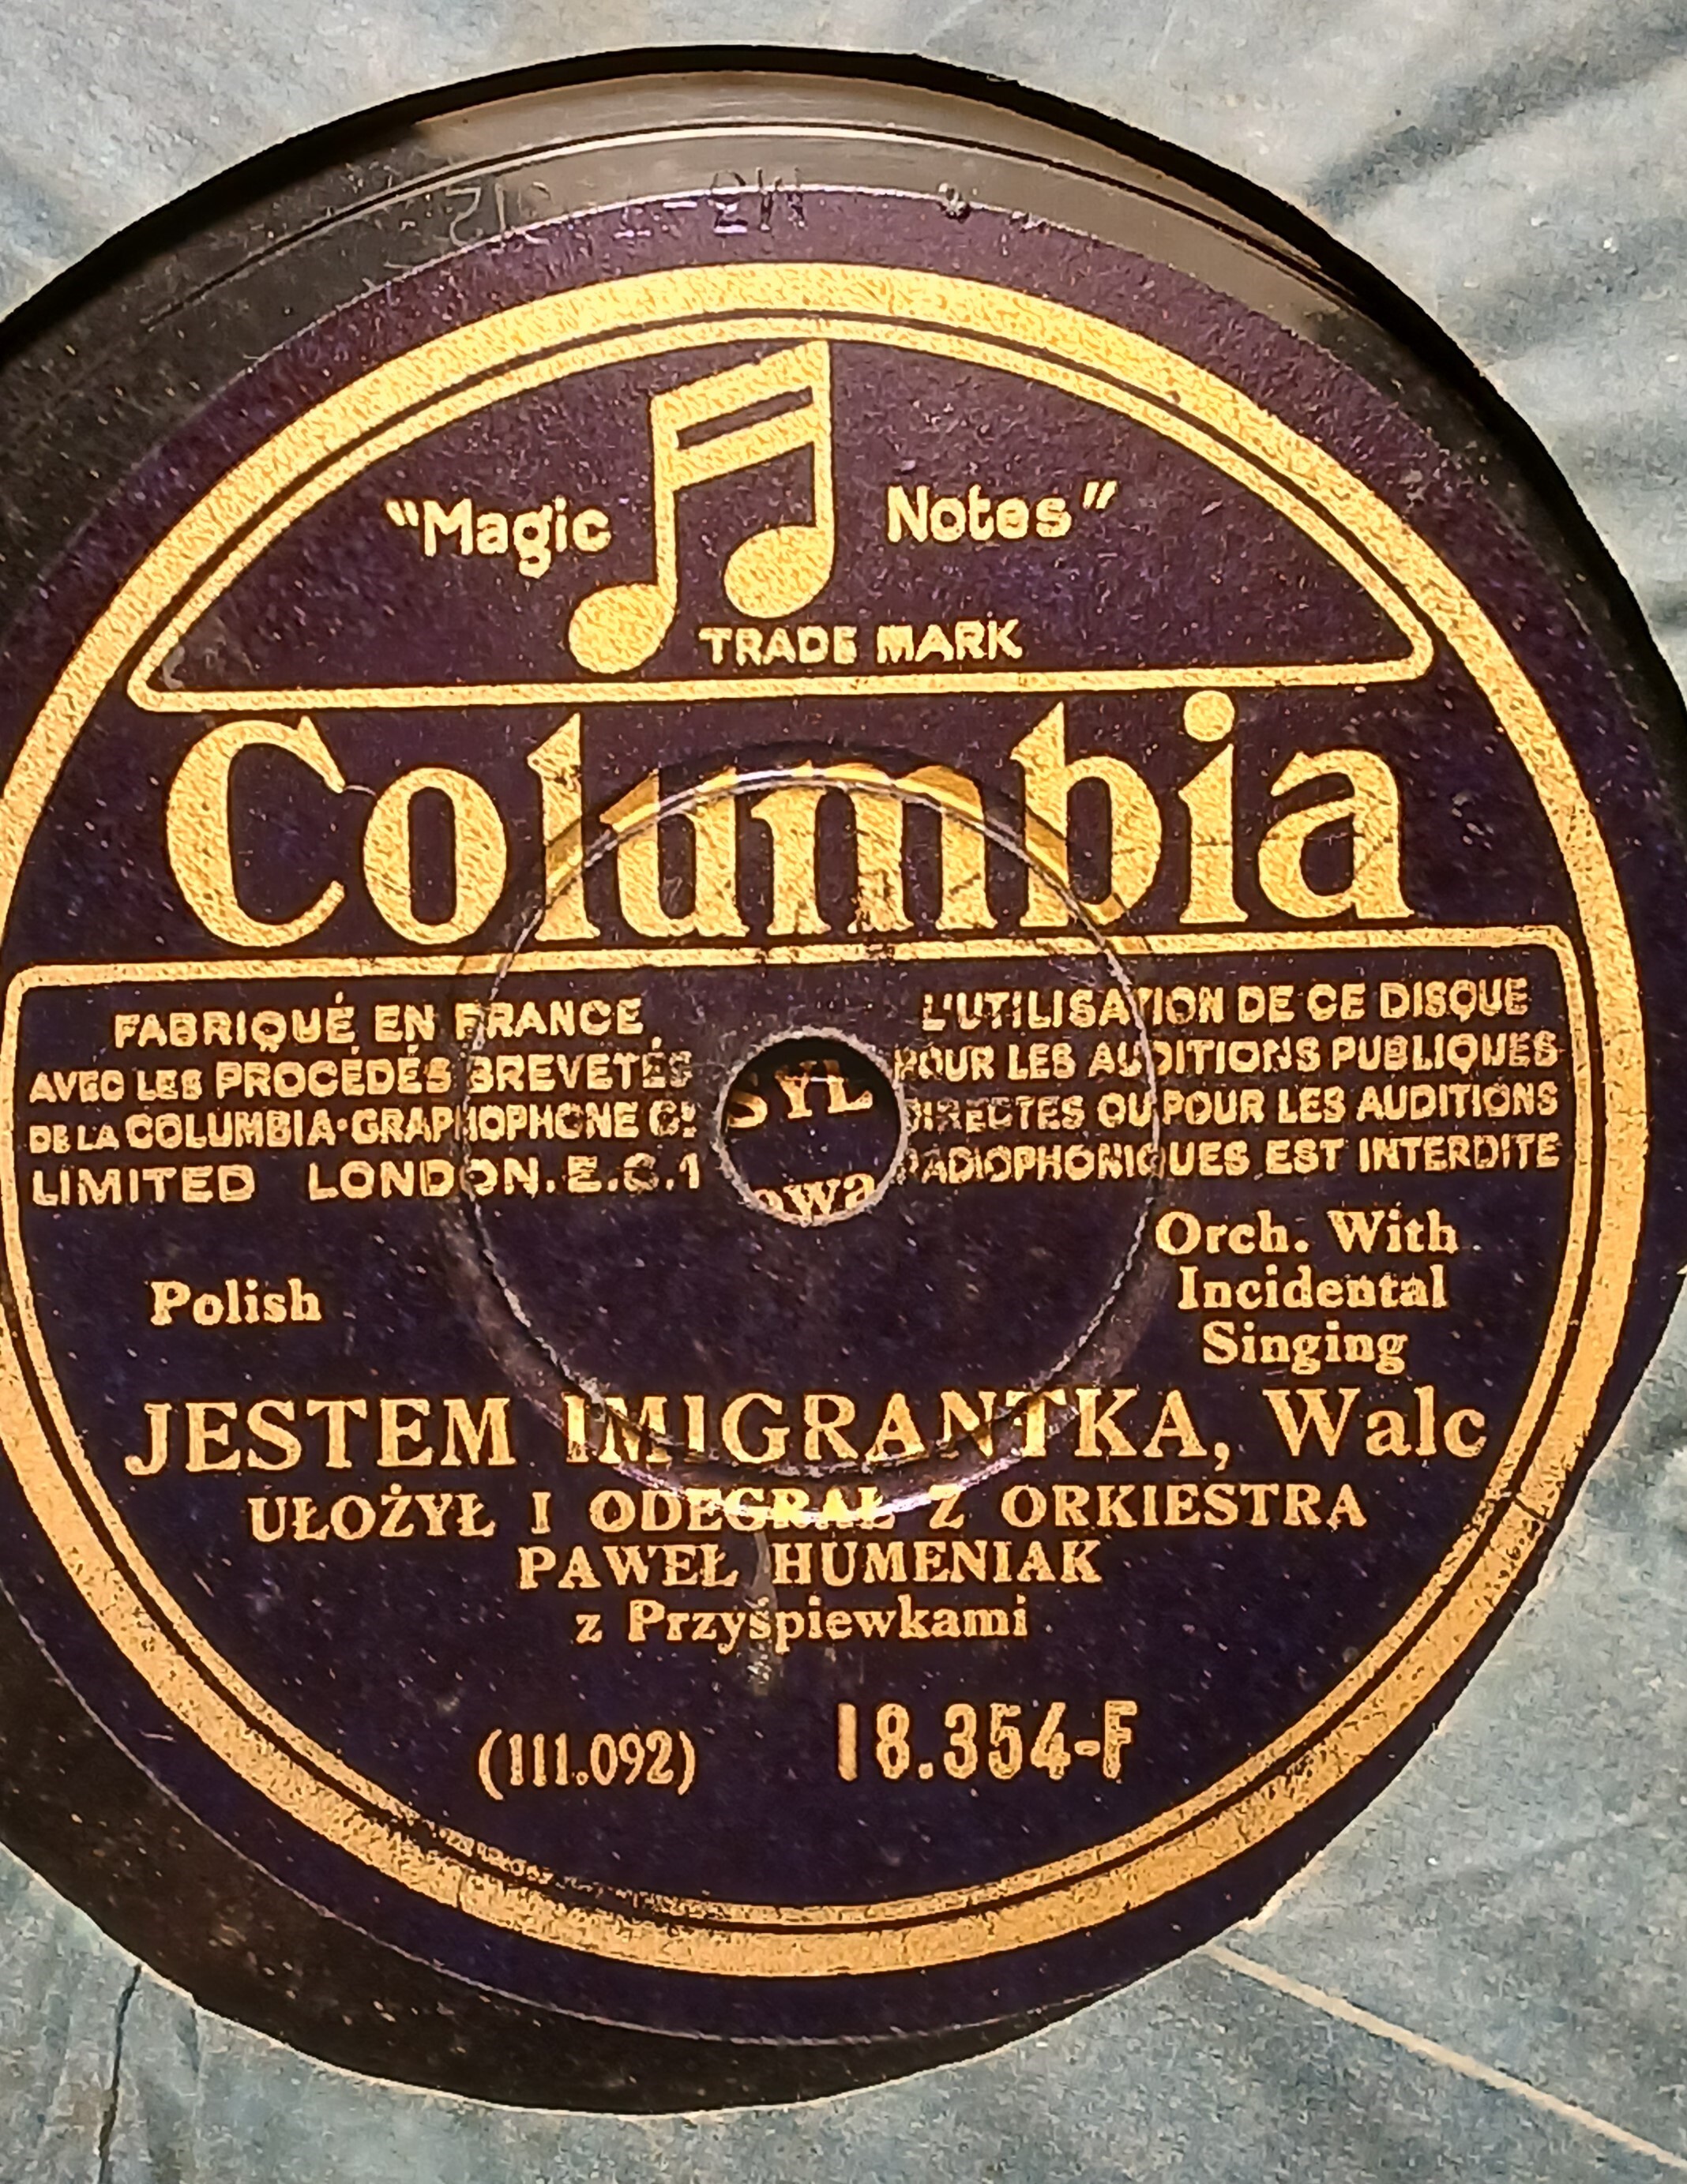 "Magic Notes"
TRADE MARK
Columbia
FABRIQUÉ EN FRANCE
AVEC LES PROCÉDÉS BREVETÉS
DE LA COLUMBIA-GRAPHOPHONE Cy
LIMITED LONDON.E.C.1
L'UTILISATION DE CE DISQUE
POUR LES AUDITIONS PUBLIQUES
DIRECTES OU POUR LES AUDITIONS
RADIOPHONIQUES EST INTERDITE
Polish
Orch. With
Incidental
Singing
JESTEM IMIGRANTKA, Walc
UŁOŻYŁ I ODEGRAŁ Z ORKIESTRA
PAWEŁ HUMENIAK
z Przyśpiewkami
(111.092) 18.354-F